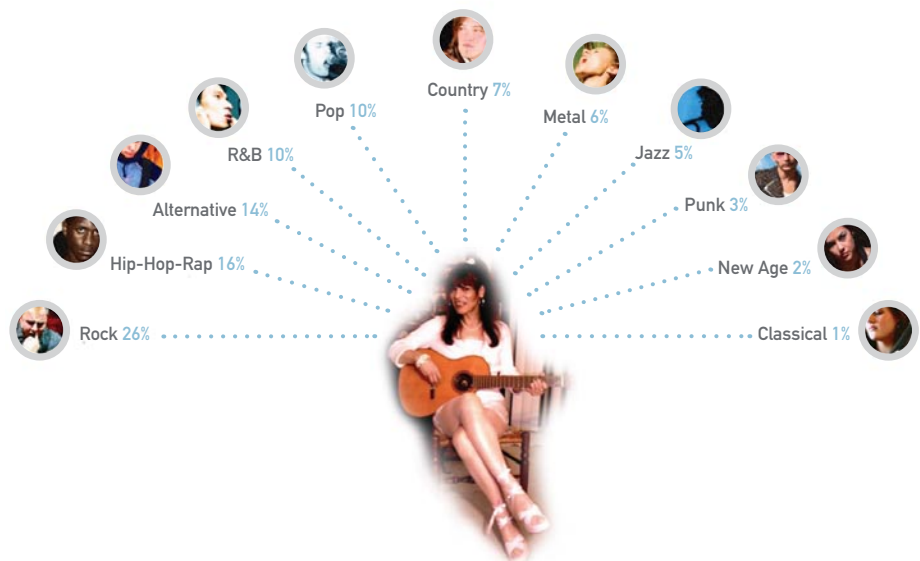 Country 7%
Pop 10%
Metal 6%
R&B 10%
Jazz 5%
Alternative 14%
Punk 3%
Hip-Hop-Rap 16%
New Age 2%
Rock 26%
Classical 1%